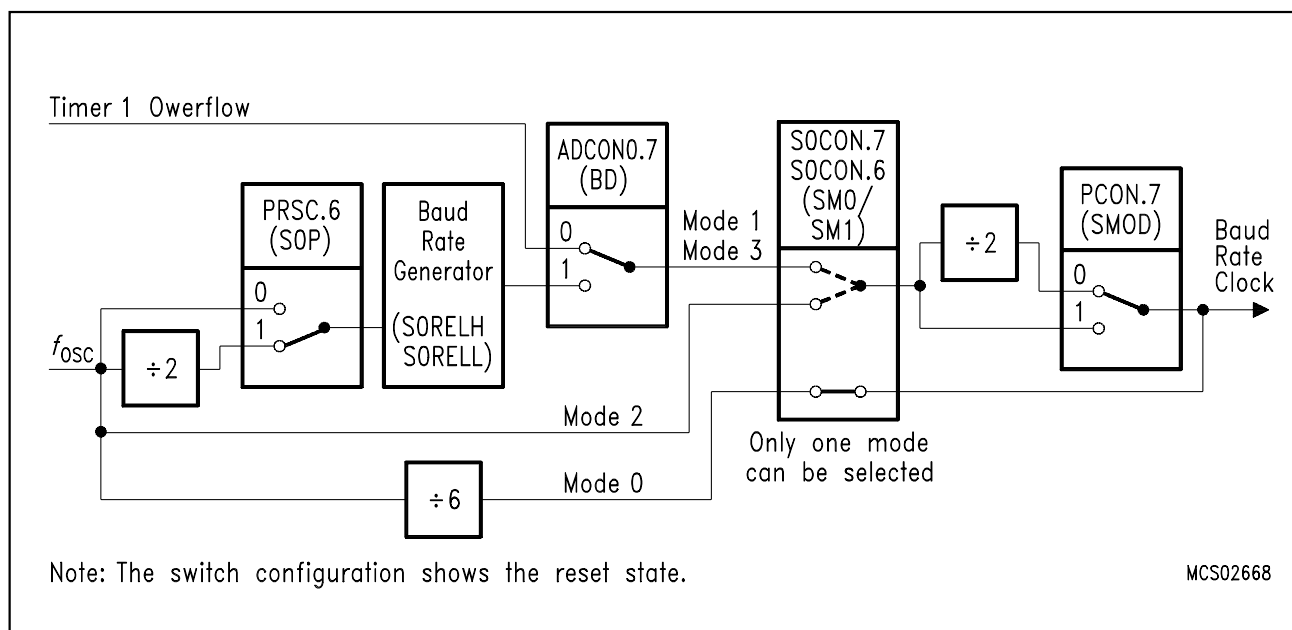 Timer 1 Owerflow
ADCON0.7
(BD)
0
1
S0CON.7
S0CON.6
(SM0/
SM1)
PRSC.6
(S0P)
0
1
Baud
Rate
Generator
(S0RELH
S0RELL)
Mode 1
Mode 3
÷2
PCON.7
(SMOD)
0
1
Baud
Rate
Clock
fOSC
÷2
Mode 2
Only one mode
can be selected
÷6
Mode 0
Note: The switch configuration shows the reset state.
MCS02668